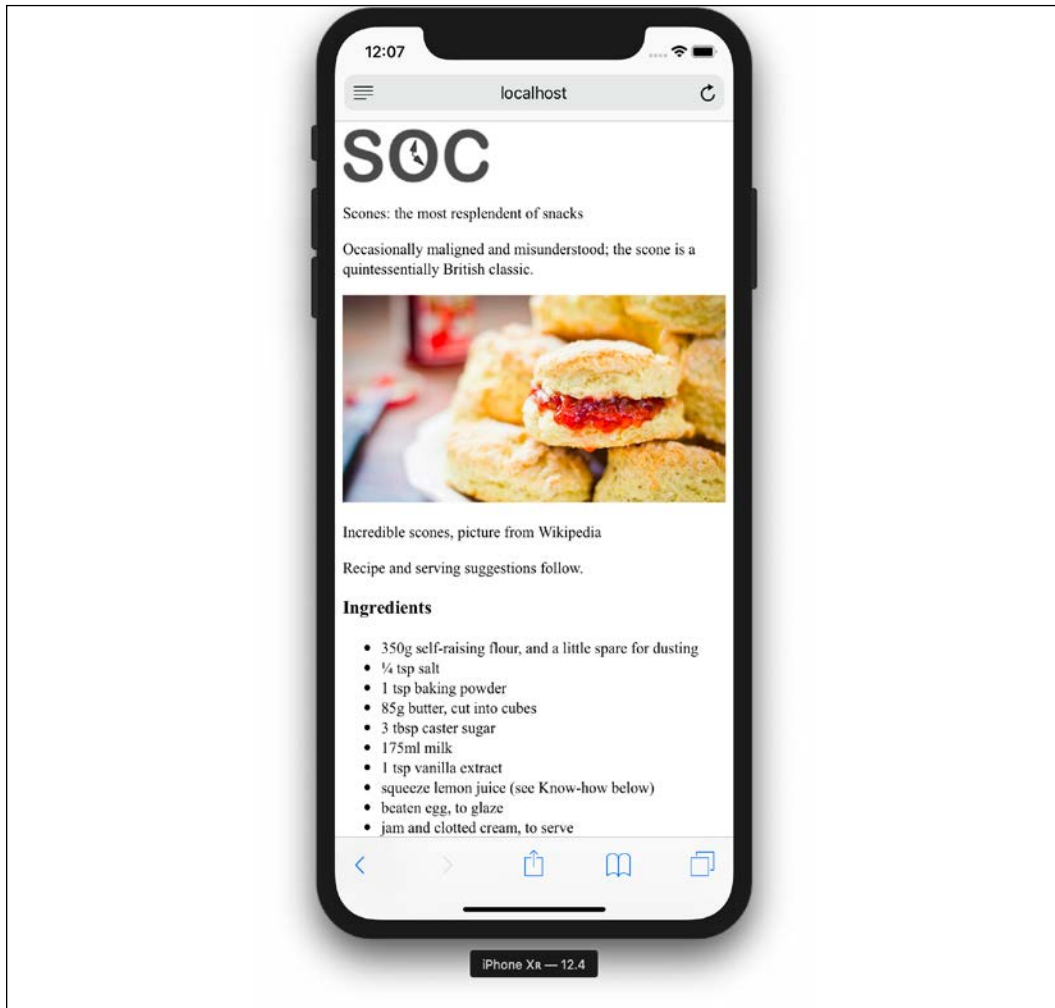 12:07
localhost
SOC
Scones: the most resplendent of snacks
Occasionally maligned and misunderstood; the scone is a
quintessentially British classic.
Incredible scones, picture from Wikipedia
Recipe and serving suggestions follow.
Ingredients
• 350g self-raising flour, and a little spare for dusting
• ¼ tsp salt
• 1 tsp baking powder
• 85g butter, cut into cubes
• 3 tbsp caster sugar
• 175ml milk
• 1 tsp vanilla extract
• squeeze lemon juice (see Know-how below)
• beaten egg, to glaze
• jam and clotted cream, to serve
iPhone XR — 12.4